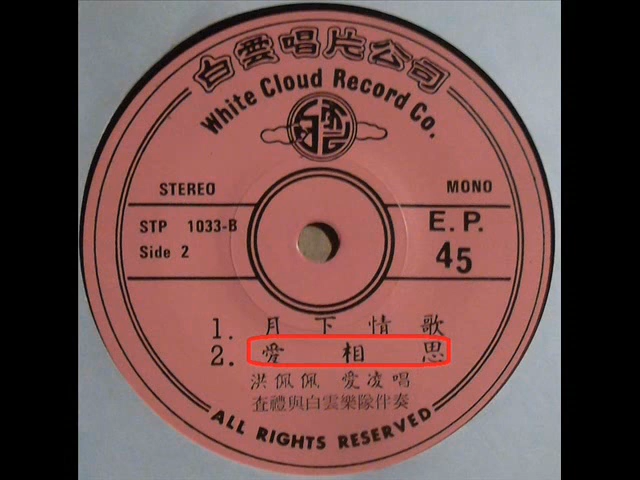 白雲唱片公司
White Cloud Record Co.
STEREO
MONO
STP 1033-B
E.P.
Side 2
45
1. 月下情歌
2. 愛相思
洪佩佩 愛凌唱
查禮與白雲樂隊伴奏
ALL RIGHTS RESERVED